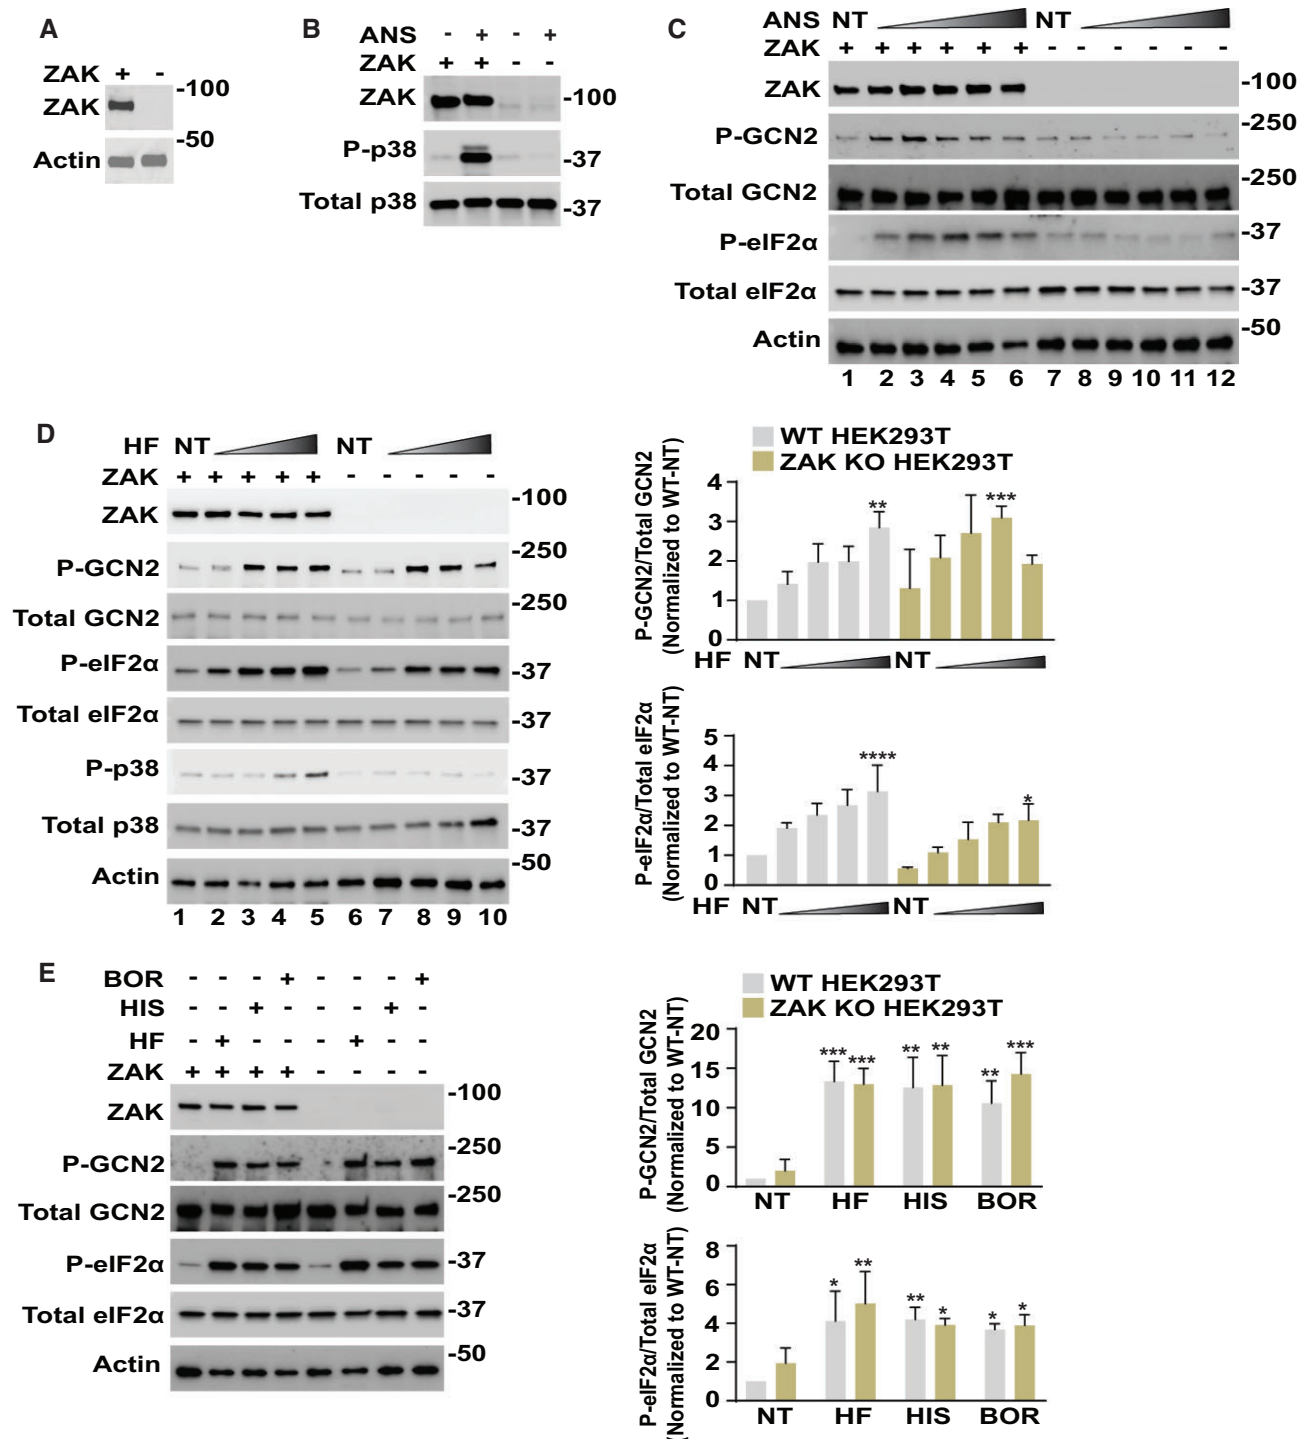 A
ZAK + -
ZAK -100
Actin -50
B
ANS - + - +
ZAK + + - -
ZAK -100
P-p38 -37
Total p38 -37
C
ANS NT NT
ZAK + + + + + + - - - - - -
ZAK -100
P-GCN2 -250
Total GCN2 -250
P-eIF2α -37
Total eIF2α -37
Actin -50
1 2 3 4 5 6 7 8 9 10 11 12
D
HF NT NT
ZAK + + + + + - - - - -
ZAK -100
P-GCN2 -250
Total GCN2 -250
P-eIF2α -37
Total eIF2α -37
P-p38 -37
Total p38 -37
Actin -50
1 2 3 4 5 6 7 8 9 10
WT HEK293T
ZAK KO HEK293T
P-GCN2/Total GCN2
(Normalized to WT-NT)
4
3
2
1
0
** ***
HF NT NT
P-eIF2α/Total eIF2α
(Normalized to WT-NT)
5
4
3
2
1
0
**** *
HF NT NT
E
BOR - - - + - - - +
HIS - - + - - - + -
HF - + - - - + - -
ZAK + + + + - - - -
ZAK -100
P-GCN2 -250
Total GCN2 -250
P-eIF2α -37
Total eIF2α -37
Actin -50
WT HEK293T
ZAK KO HEK293T
P-GCN2/Total GCN2
(Normalized to WT-NT)
20
15
10
5
0
*** *** ** ** ** ***
NT HF HIS BOR
P-eIF2α/Total eIF2α
(Normalized to WT-NT)
8
6
4
2
0
* ** ** * * *
NT HF HIS BOR